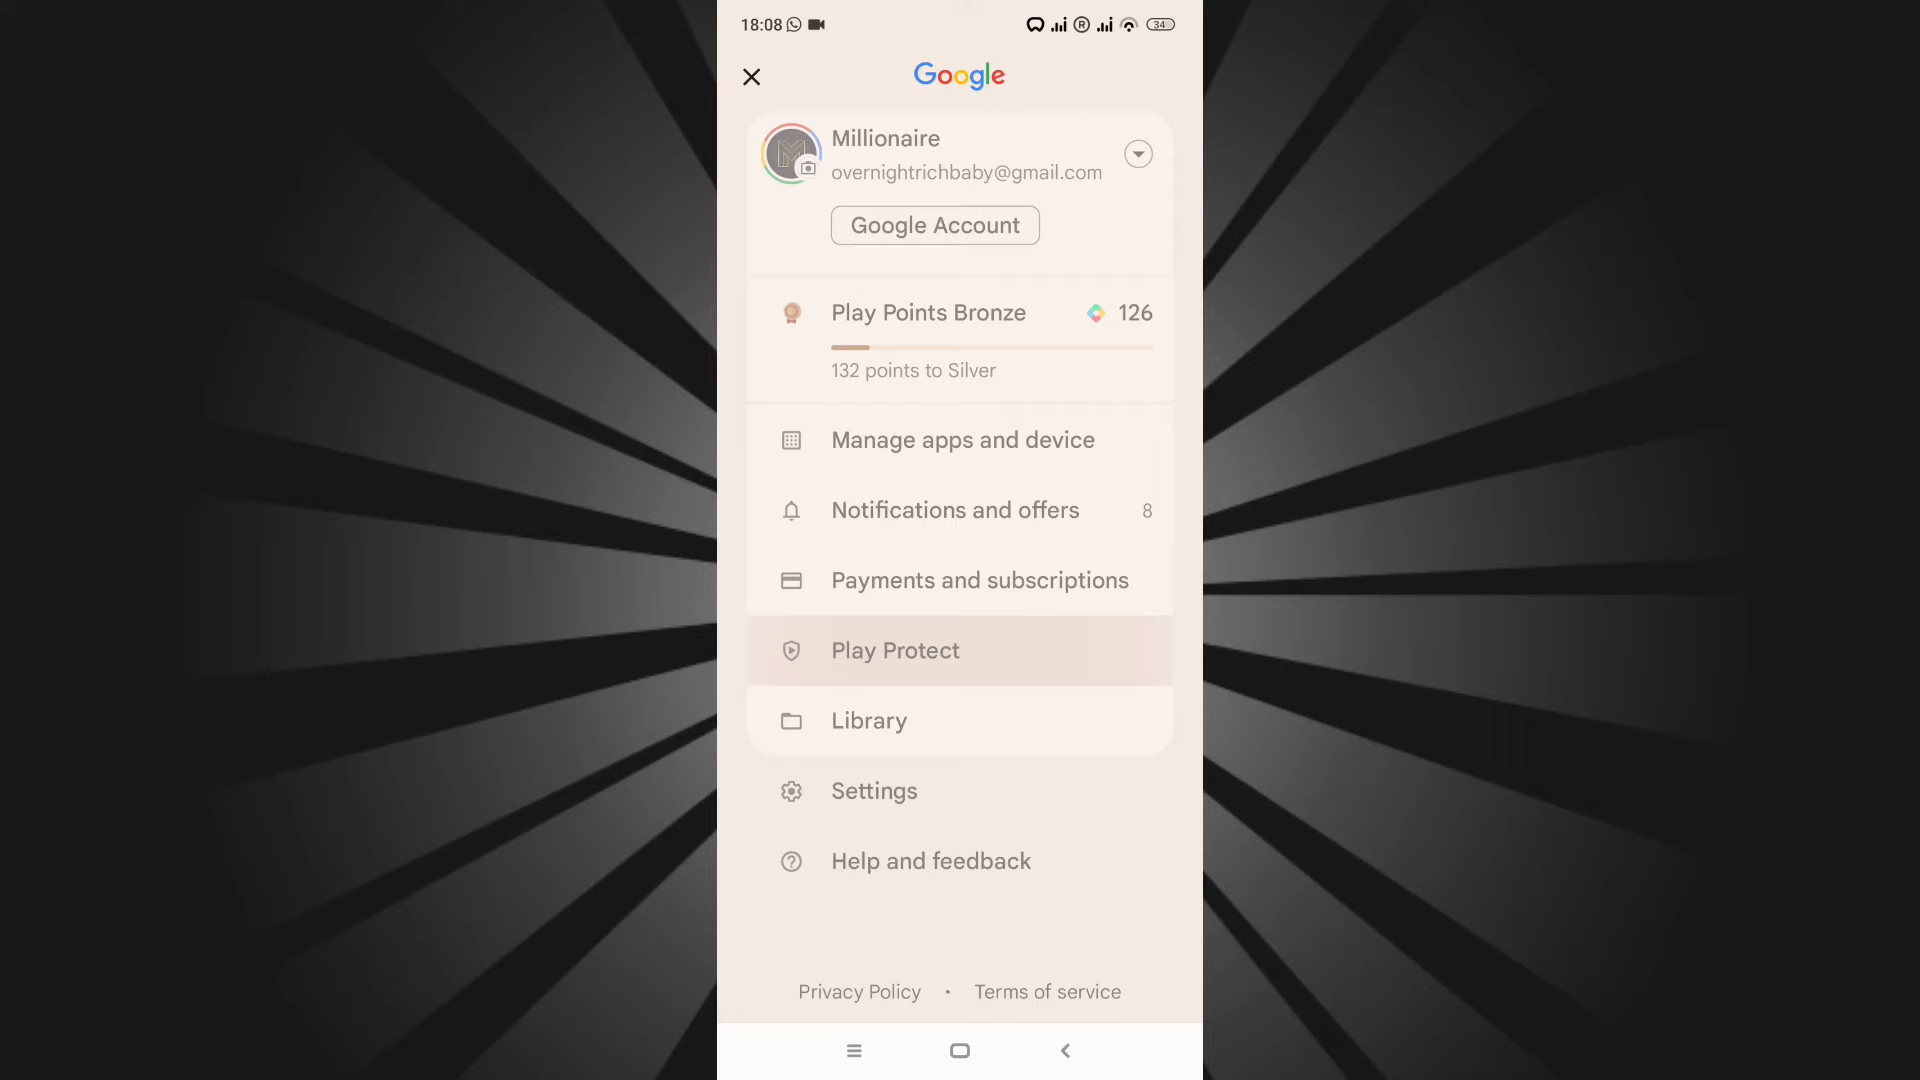 18:08
R
34
Google
Millionaire
overnightrichbaby@gmail.com
Google Account
Play Points Bronze
126
132 points to Silver
Manage apps and device
Notifications and offers
8
Payments and subscriptions
Play Protect
Library
Settings
Help and feedback
Privacy Policy • Terms of service